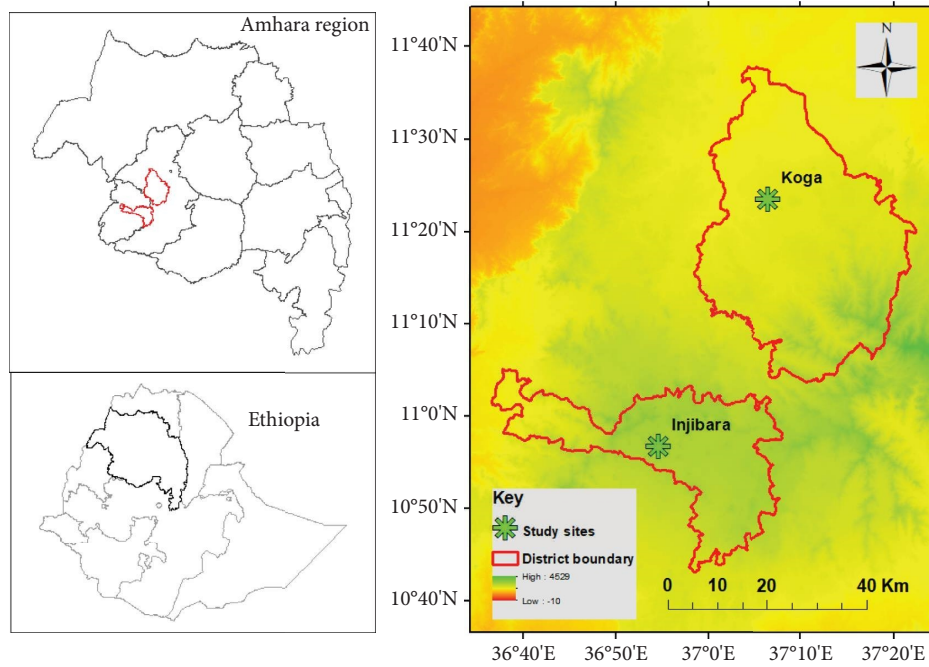 Amhara region
Ethiopia
11°40'N
11°30'N
11°20'N
11°10'N
11°0'N
10°50'N
10°40'N
N
Koga
Injibara
Key
Study sites
District boundary
High : 4529
Low : -10
0 10 20 40 Km
36°40'E 36°50'E 37°0'E 37°10'E 37°20'E